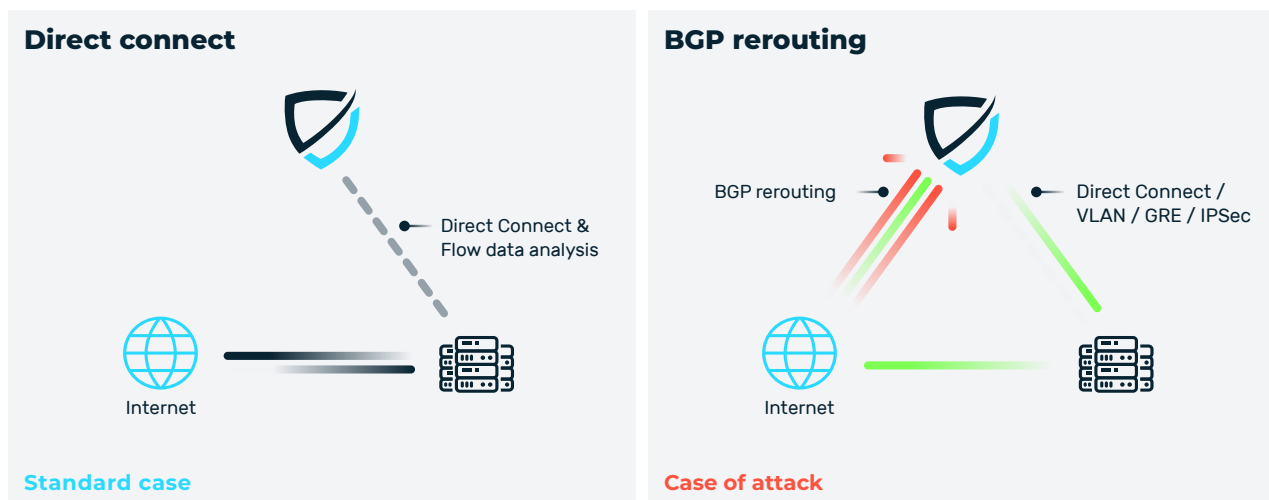 Direct connect
Direct Connect &
Flow data analysis
Internet
Standard case
BGP rerouting
BGP rerouting
Direct Connect /
VLAN / GRE / IPSec
Internet
Case of attack